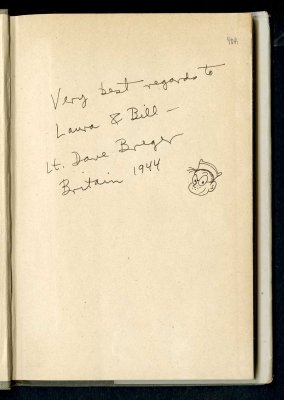 Very best regards to
Laura & Bill —
Lt. Dave Breger
Britain 1944